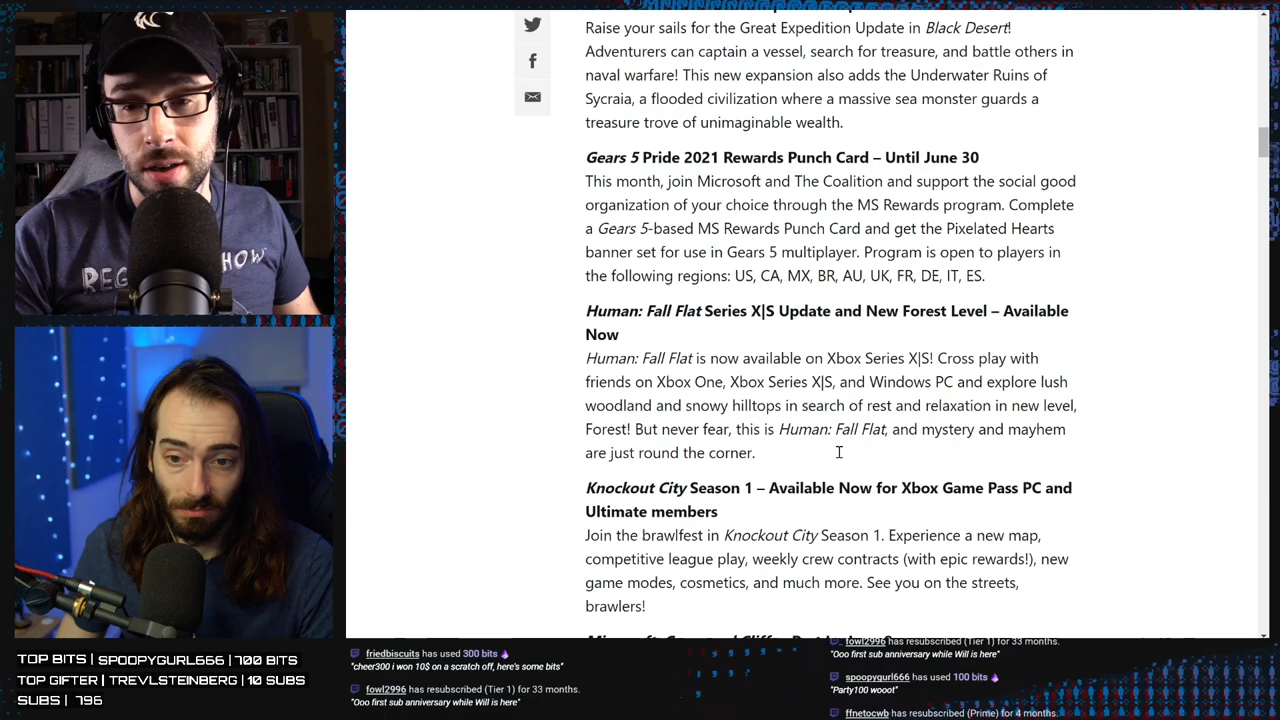 Raise your sails for the Great Expedition Update in Black Desert!
Adventurers can captain a vessel, search for treasure, and battle others in
naval warfare! This new expansion also adds the Underwater Ruins of
Sycraia, a flooded civilization where a massive sea monster guards a
treasure trove of unimaginable wealth.
Gears 5 Pride 2021 Rewards Punch Card – Until June 30
This month, join Microsoft and The Coalition and support the social good
organization of your choice through the MS Rewards program. Complete
a Gears 5-based MS Rewards Punch Card and get the Pixelated Hearts
banner set for use in Gears 5 multiplayer. Program is open to players in
the following regions: US, CA, MX, BR, AU, UK, FR, DE, IT, ES.
Human: Fall Flat Series X|S Update and New Forest Level – Available
Now
Human: Fall Flat is now available on Xbox Series X|S! Cross play with
friends on Xbox One, Xbox Series X|S, and Windows PC and explore lush
woodland and snowy hilltops in search of rest and relaxation in new level,
Forest! But never fear, this is Human: Fall Flat, and mystery and mayhem
are just round the corner.
Knockout City Season 1 – Available Now for Xbox Game Pass PC and
Ultimate members
Join the brawlfest in Knockout City Season 1. Experience a new map,
competitive league play, weekly crew contracts (with epic rewards!), new
game modes, cosmetics, and much more. See you on the streets,
brawlers!
TOP BITS | SPOOPYGURL666 | 700 BITS
TOP GIFTER | TREVLSTEINBERG | 10 SUBS
SUBS | 796
friedbiscuits has used 300 bits
"cheer300 i won 10$ on a scratch off, here's some bits"
fowl2996 has resubscribed (Tier 1) for 33 months.
"Ooo first sub anniversary while Will is here"
fowl2996 has resubscribed (Tier 1) for 33 months.
"Ooo first sub anniversary while Will is here"
spoopygurl666 has used 100 bits
"Party100 wooot"
ffnetocwb has resubscribed (Prime) for 4 months.